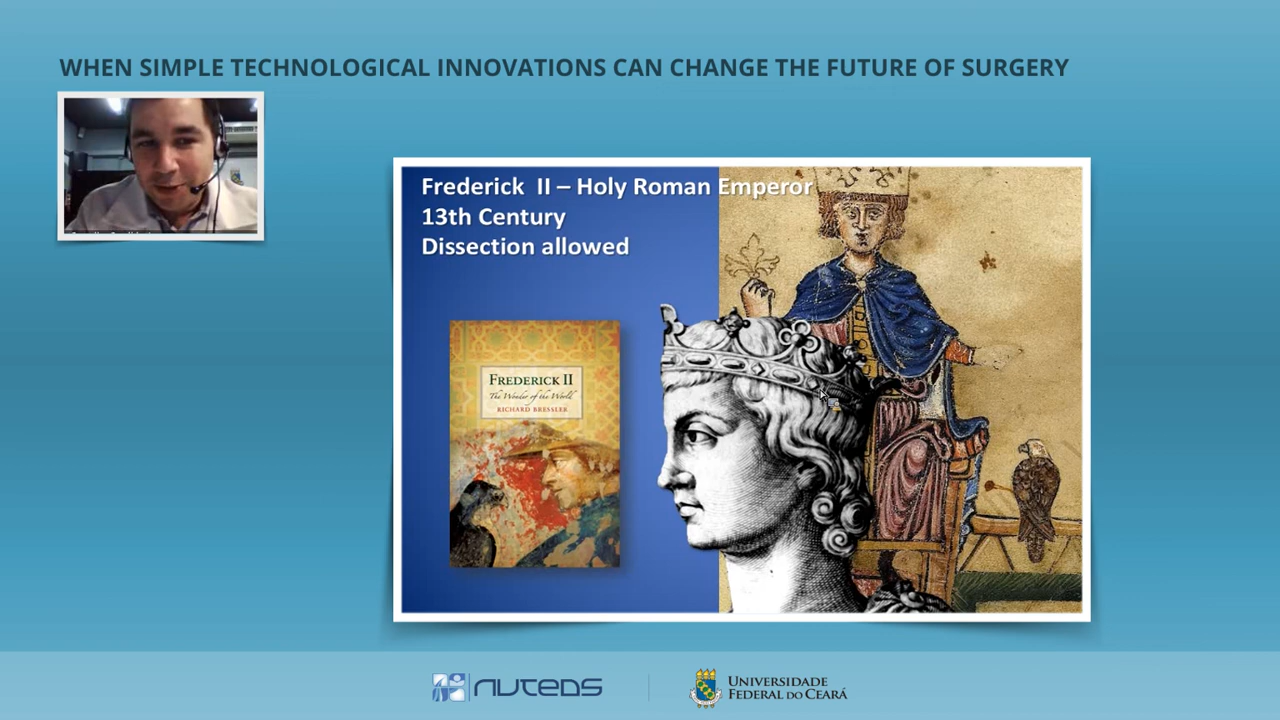 WHEN SIMPLE TECHNOLOGICAL INNOVATIONS CAN CHANGE THE FUTURE OF SURGERY
Frederick II – Holy Roman Emperor
13th Century
Dissection allowed
FREDERICK II
The Wonder of the World
RICHARD BRESSLER
NUTEDS
UNIVERSIDADE
FEDERAL DO CEARÁ